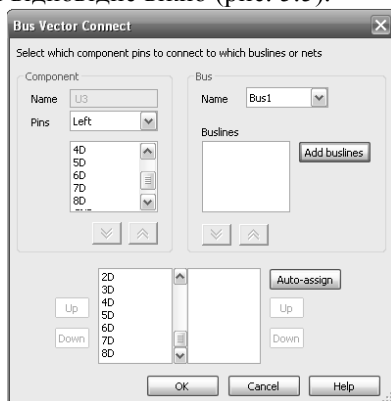 відповідне вікно (рис. 3.5).
Bus Vector Connect
Select which component pins to connect to which buslines or nets
Component
Name U3
Pins Left
4D
5D
6D
7D
8D
Bus
Name Bus1
Buslines
Add buslines
2D
3D
4D
5D
6D
7D
8D
Up
Down
Auto-assign
Up
Down
OK Cancel Help